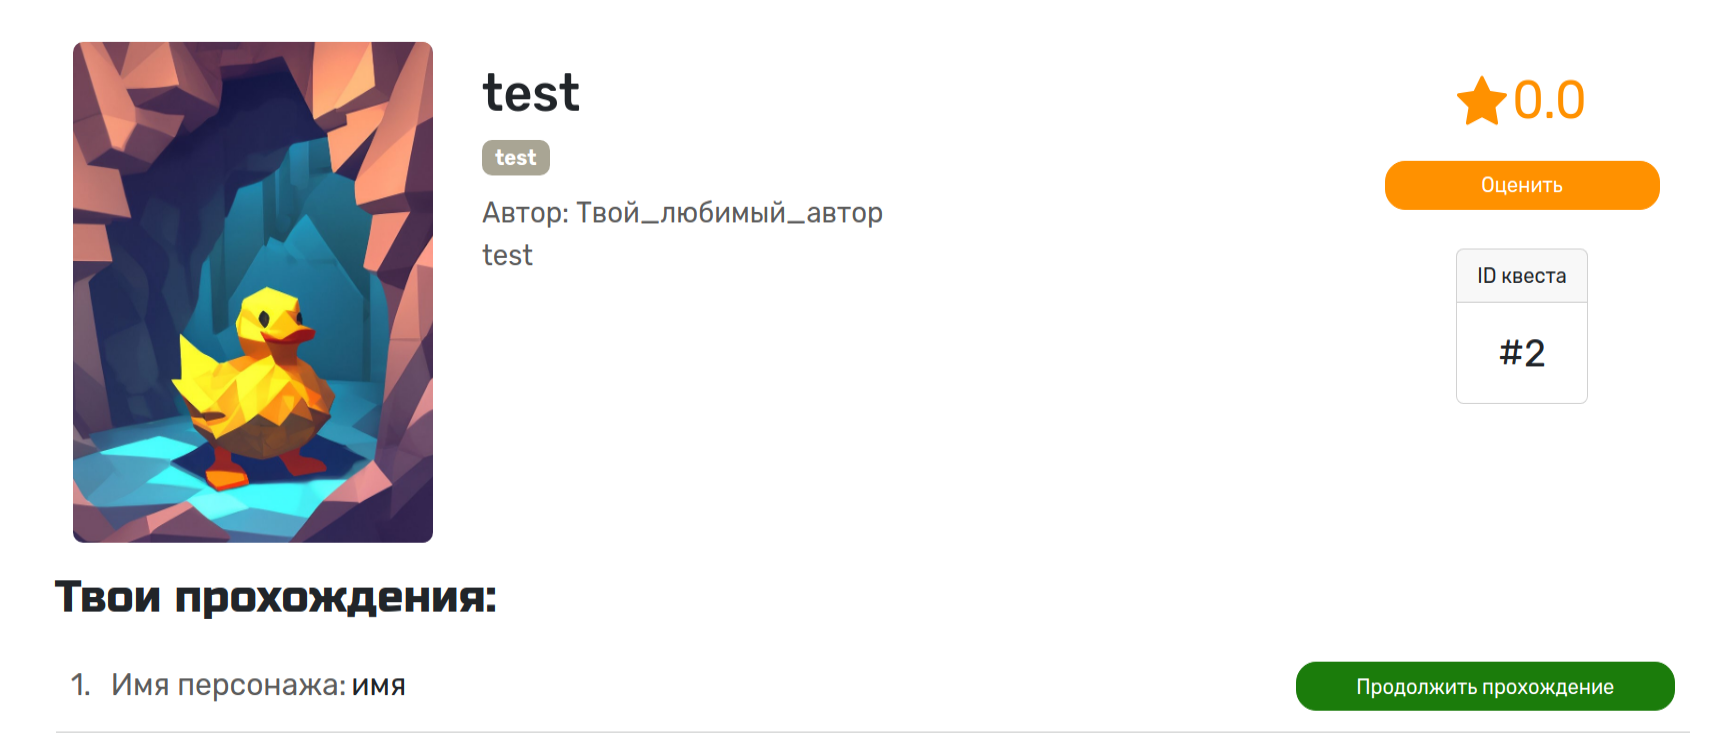 test
test
Автор: Твой_любимый_автор
test
0.0
Оценить
ID квеста
#2
Твои прохождения:
1. Имя персонажа: имя
Продолжить прохождение